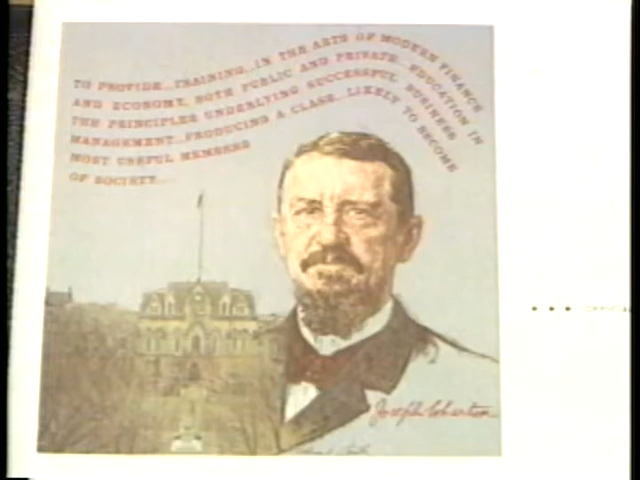 TO PROVIDE...TRAINING...IN THE ARTS OF MODERN FINANCE
AND ECONOMY, BOTH PUBLIC AND PRIVATE...EDUCATION IN
THE PRINCIPLES UNDERLYING SUCCESSFUL BUSINESS
MANAGEMENT...PRODUCING A CLASS...LIKELY TO BECOME
MOST USEFUL MEMBERS
OF SOCIETY...
Joseph Wharton